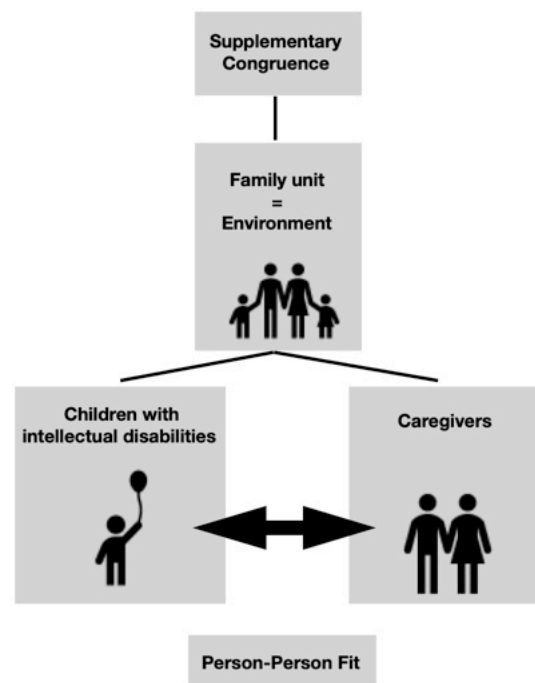 Supplementary
Congruence
Family unit
=
Environment
Children with
intellectual disabilities
Caregivers
Person-Person Fit